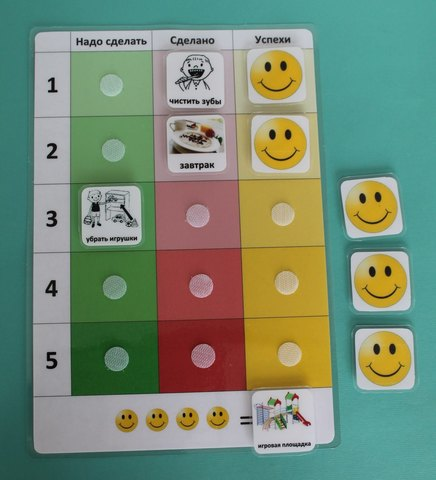 Надо сделать Сделано Успехи
1
чистить зубы
2
завтрак
3
убрать игрушки
4
5
=
игровая площадка